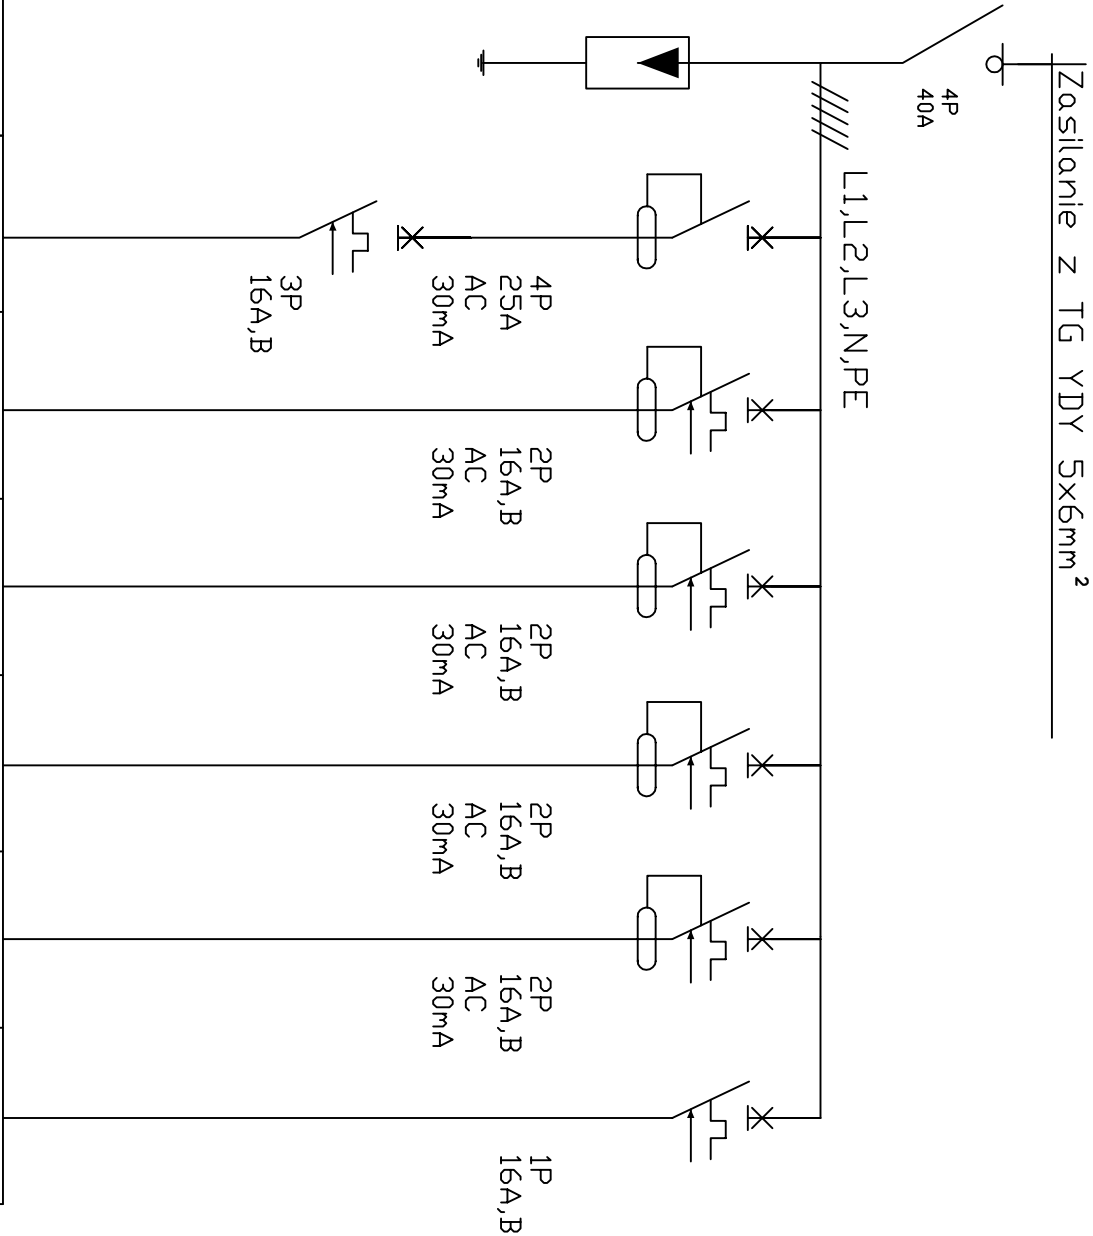 Zasilanie z TG YDY 5x6mm²
4P
40A
L1,L2,L3,N,PE
4P
25A
AC
30mA
3P
16A,B
2P
16A,B
AC
30mA
2P
16A,B
AC
30mA
2P
16A,B
AC
30mA
2P
16A,B
AC
30mA
1P
16A,B